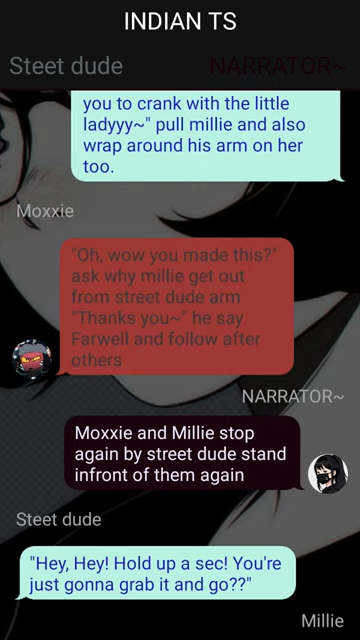 INDIAN TS
Steet dude
NARRATOR~
you to crank with the little
ladyyy~" pull millie and also
wrap around his arm on her
too.
Moxxie
"Oh, wow you made this?"
ask why millie get out
from street dude arm
"Thanks you~" he say
Farwell and follow after
others
NARRATOR~
Moxxie and Millie stop
again by street dude stand
infront of them again
Steet dude
"Hey, Hey! Hold up a sec! You're
just gonna grab it and go??"
Millie